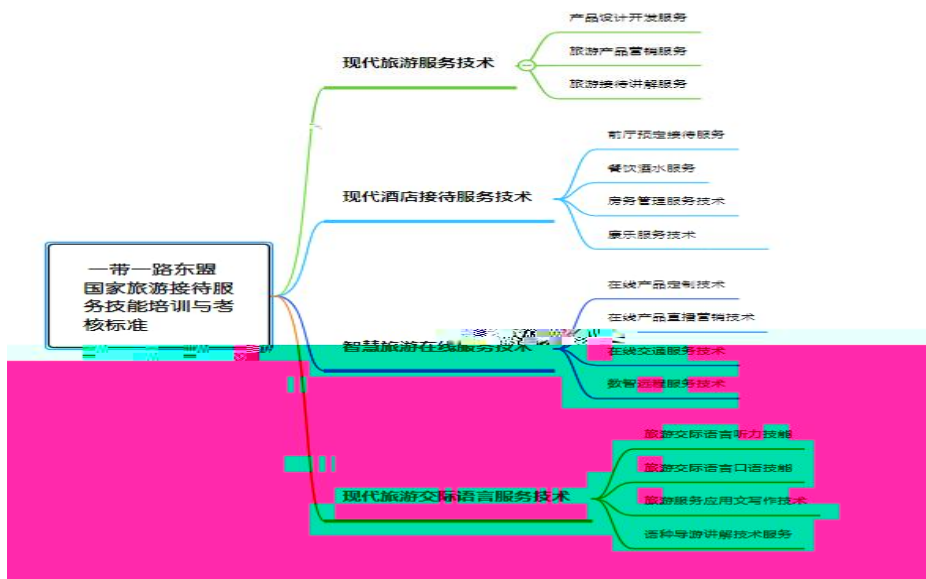 一带一路东盟
国家旅游接待服
务技能培训与考
核标准
现代旅游服务技术
产品设计开发服务
旅游产品营销服务
旅游接待讲解服务
现代酒店接待服务技术
前厅预定接待服务
餐饮酒水服务
房务管理服务技术
康乐服务技术
智慧旅游在线服务技术
在线产品定制技术
在线产品直播营销技术
在线交通服务技术
数智远程服务技术
现代旅游交际语言服务技术
旅游交际语言听力技能
旅游交际语言口语技能
旅游服务应用文写作技术
语种导游讲解技术服务